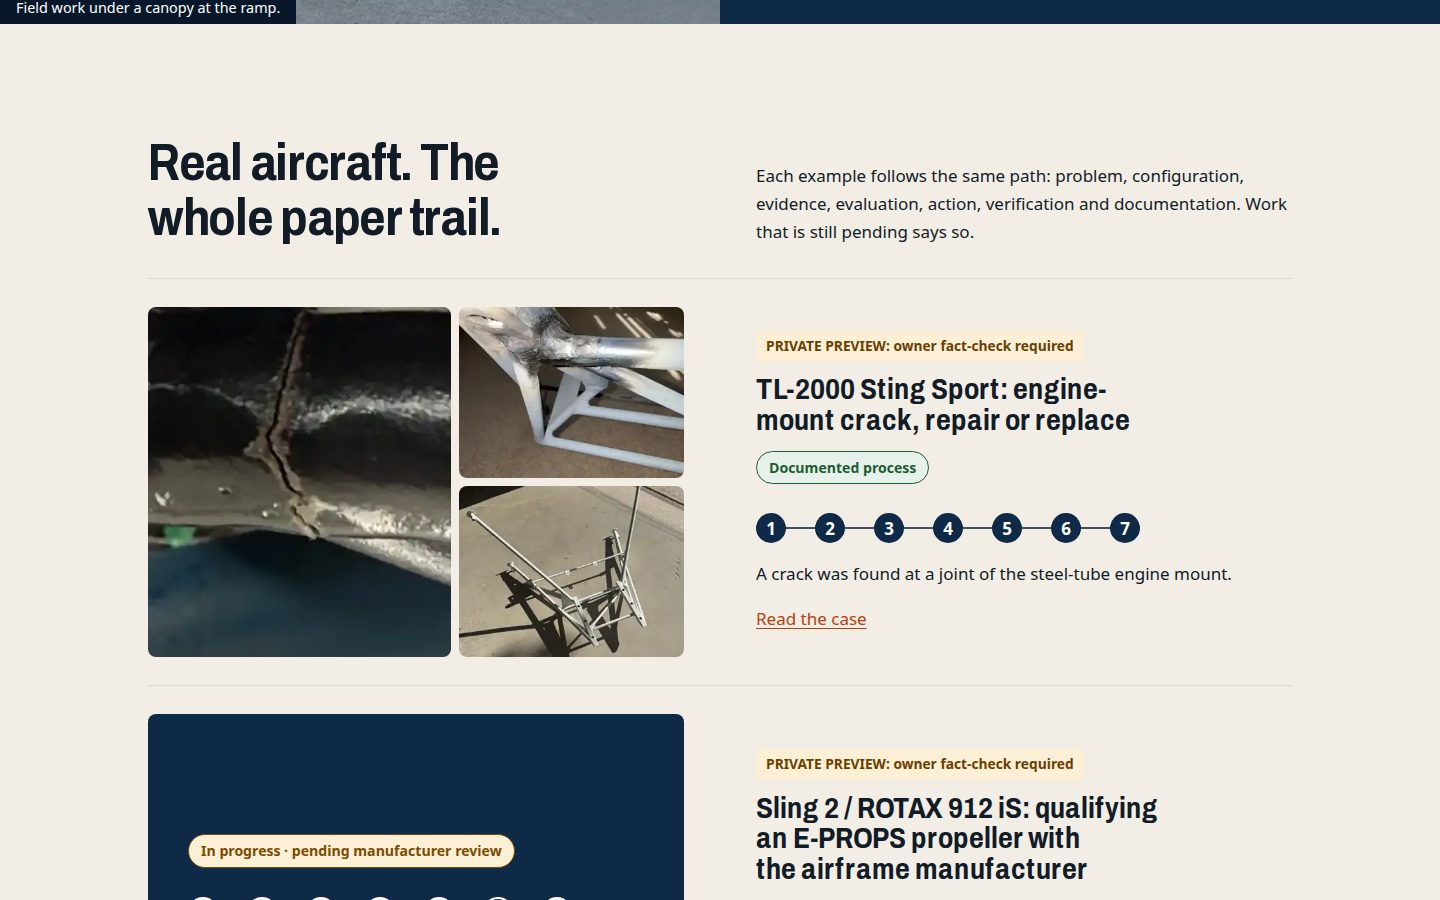 Field work under a canopy at the ramp.
Real aircraft. The
whole paper trail.
Each example follows the same path: problem, configuration,
evidence, evaluation, action, verification and documentation. Work
that is still pending says so.
PRIVATE PREVIEW: owner fact-check required
TL-2000 Sting Sport: engine-
mount crack, repair or replace
Documented process
1 2 3 4 5 6 7
A crack was found at a joint of the steel-tube engine mount.
Read the case
In progress · pending manufacturer review
PRIVATE PREVIEW: owner fact-check required
Sling 2 / ROTAX 912 iS: qualifying
an E-PROPS propeller with
the airframe manufacturer